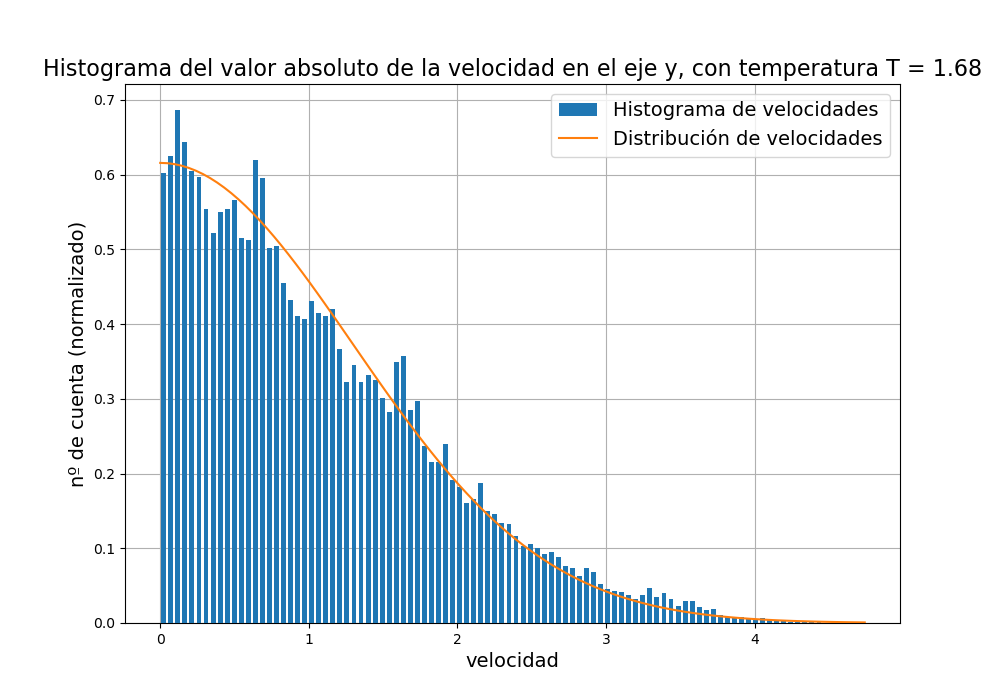 Histograma del valor absoluto de la velocidad en el eje y, con temperatura T = 1.68
Histograma de velocidades
Distribución de velocidades
nº de cuenta (normalizado)
0.7
0.6
0.5
0.4
0.3
0.2
0.1
0.0
0 1 2 3 4
velocidad